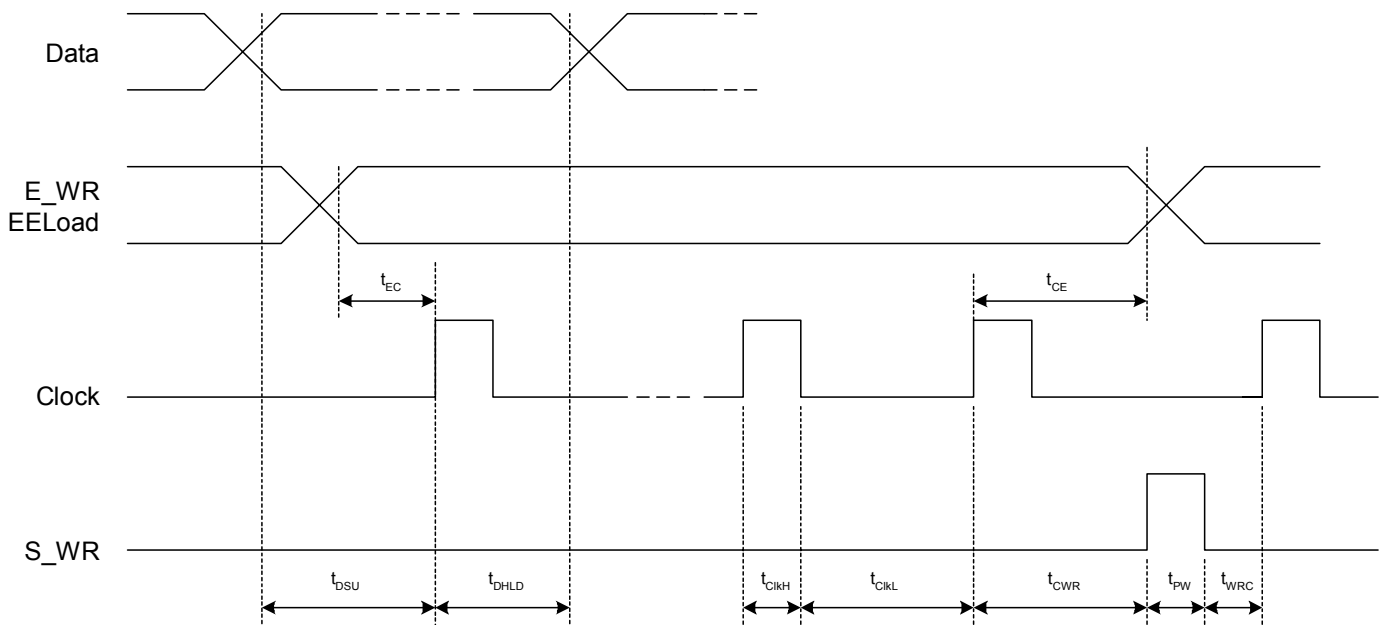 Data
E_WR
EELoad
tEC
tCE
Clock
S_WR
tDSU
tDHLD
tClkH
tClkL
tCWR
tPW
tWRC